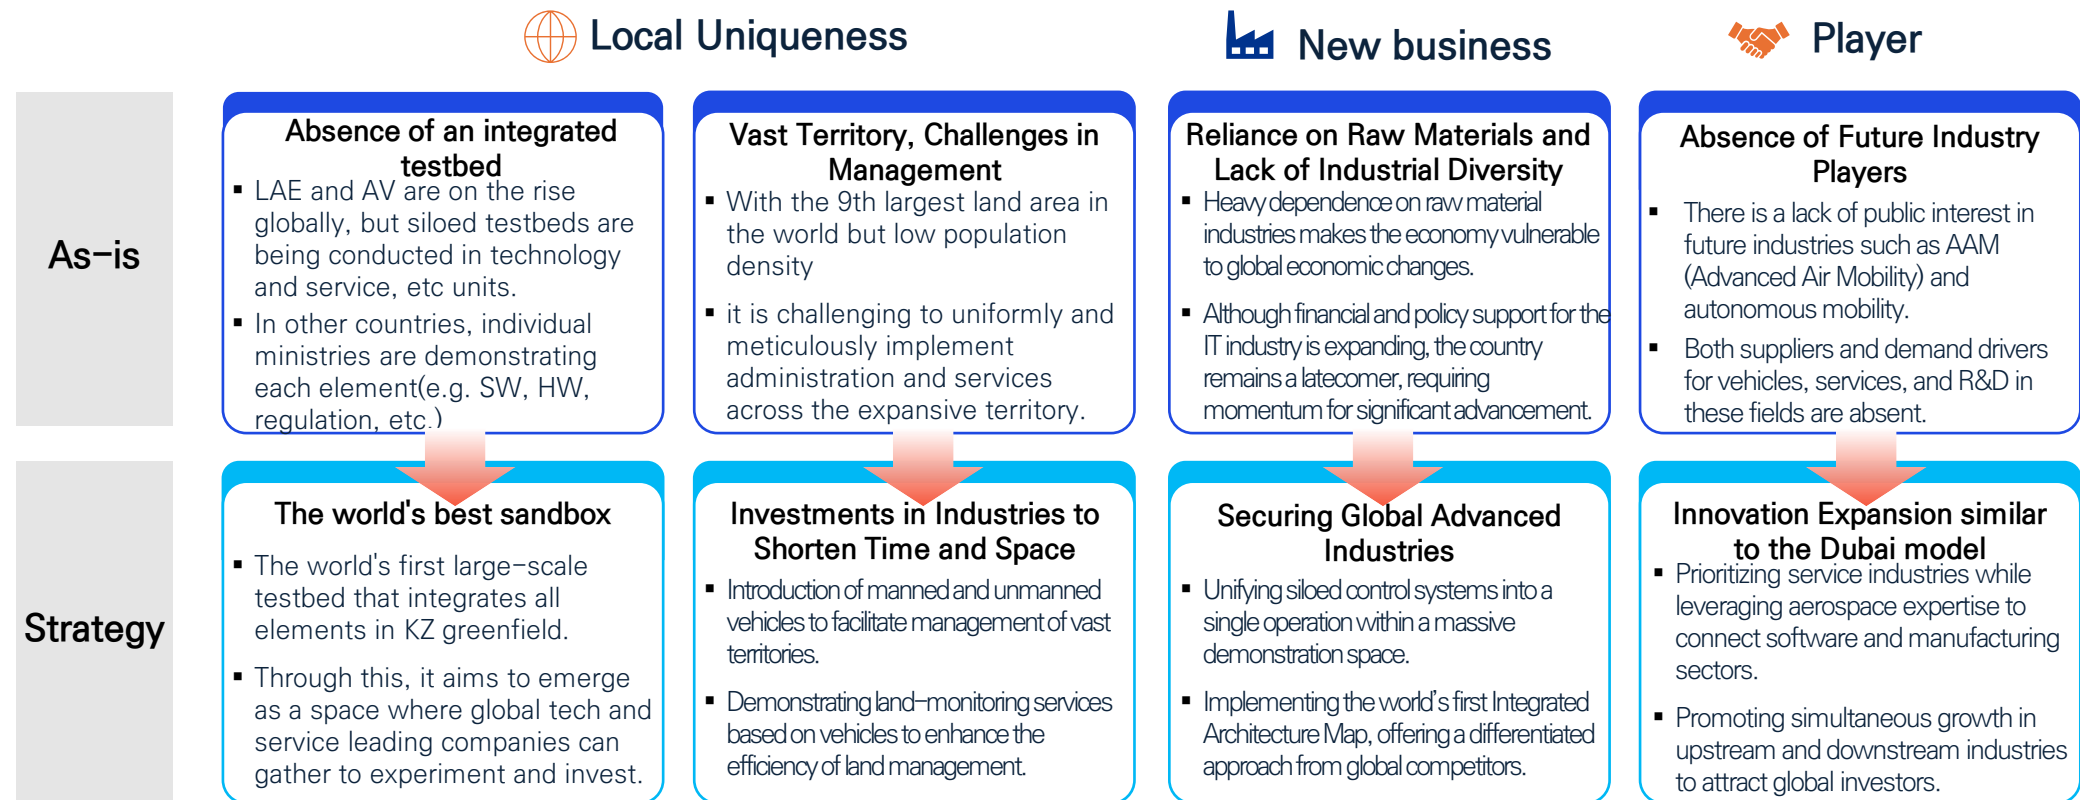 Local Uniqueness
New business
Player
As-is
Absence of an integrated
testbed
▪ LAE and AV are on the rise
globally, but siloed testbeds are
being conducted in technology
and service, etc units.
▪ In other countries, individual
ministries are demonstrating
each element(e.g. SW, HW,
regulation, etc.)
Vast Territory, Challenges in
Management
▪ With the 9th largest land area in
the world but low population
density
▪ it is challenging to uniformly and
meticulously implement
administration and services
across the expansive territory.
Reliance on Raw Materials and
Lack of Industrial Diversity
▪ Heavy dependence on raw material
industries makes the economy vulnerable
to global economic changes.
▪ Although financial and policy support for the
IT industry is expanding, the country
remains a latecomer, requiring
momentum for significant advancement.
Absence of Future Industry
Players
▪ There is a lack of public interest in
future industries such as AAM
(Advanced Air Mobility) and
autonomous mobility.
▪ Both suppliers and demand drivers
for vehicles, services, and R&D in
these fields are absent.
Strategy
The world's best sandbox
▪ The world's first large-scale
testbed that integrates all
elements in KZ greenfield.
▪ Through this, it aims to emerge
as a space where global tech and
service leading companies can
gather to experiment and invest.
Investments in Industries to
Shorten Time and Space
▪ Introduction of manned and unmanned
vehicles to facilitate management of vast
territories.
▪ Demonstrating land-monitoring services
based on vehicles to enhance the
efficiency of land management.
Securing Global Advanced
Industries
▪ Unifying siloed control systems into a
single operation within a massive
demonstration space.
▪ Implementing the world's first Integrated
Architecture Map, offering a differentiated
approach from global competitors.
Innovation Expansion similar
to the Dubai model
▪ Prioritizing service industries while
leveraging aerospace expertise to
connect software and manufacturing
sectors.
▪ Promoting simultaneous growth in
upstream and downstream industries
to attract global investors.